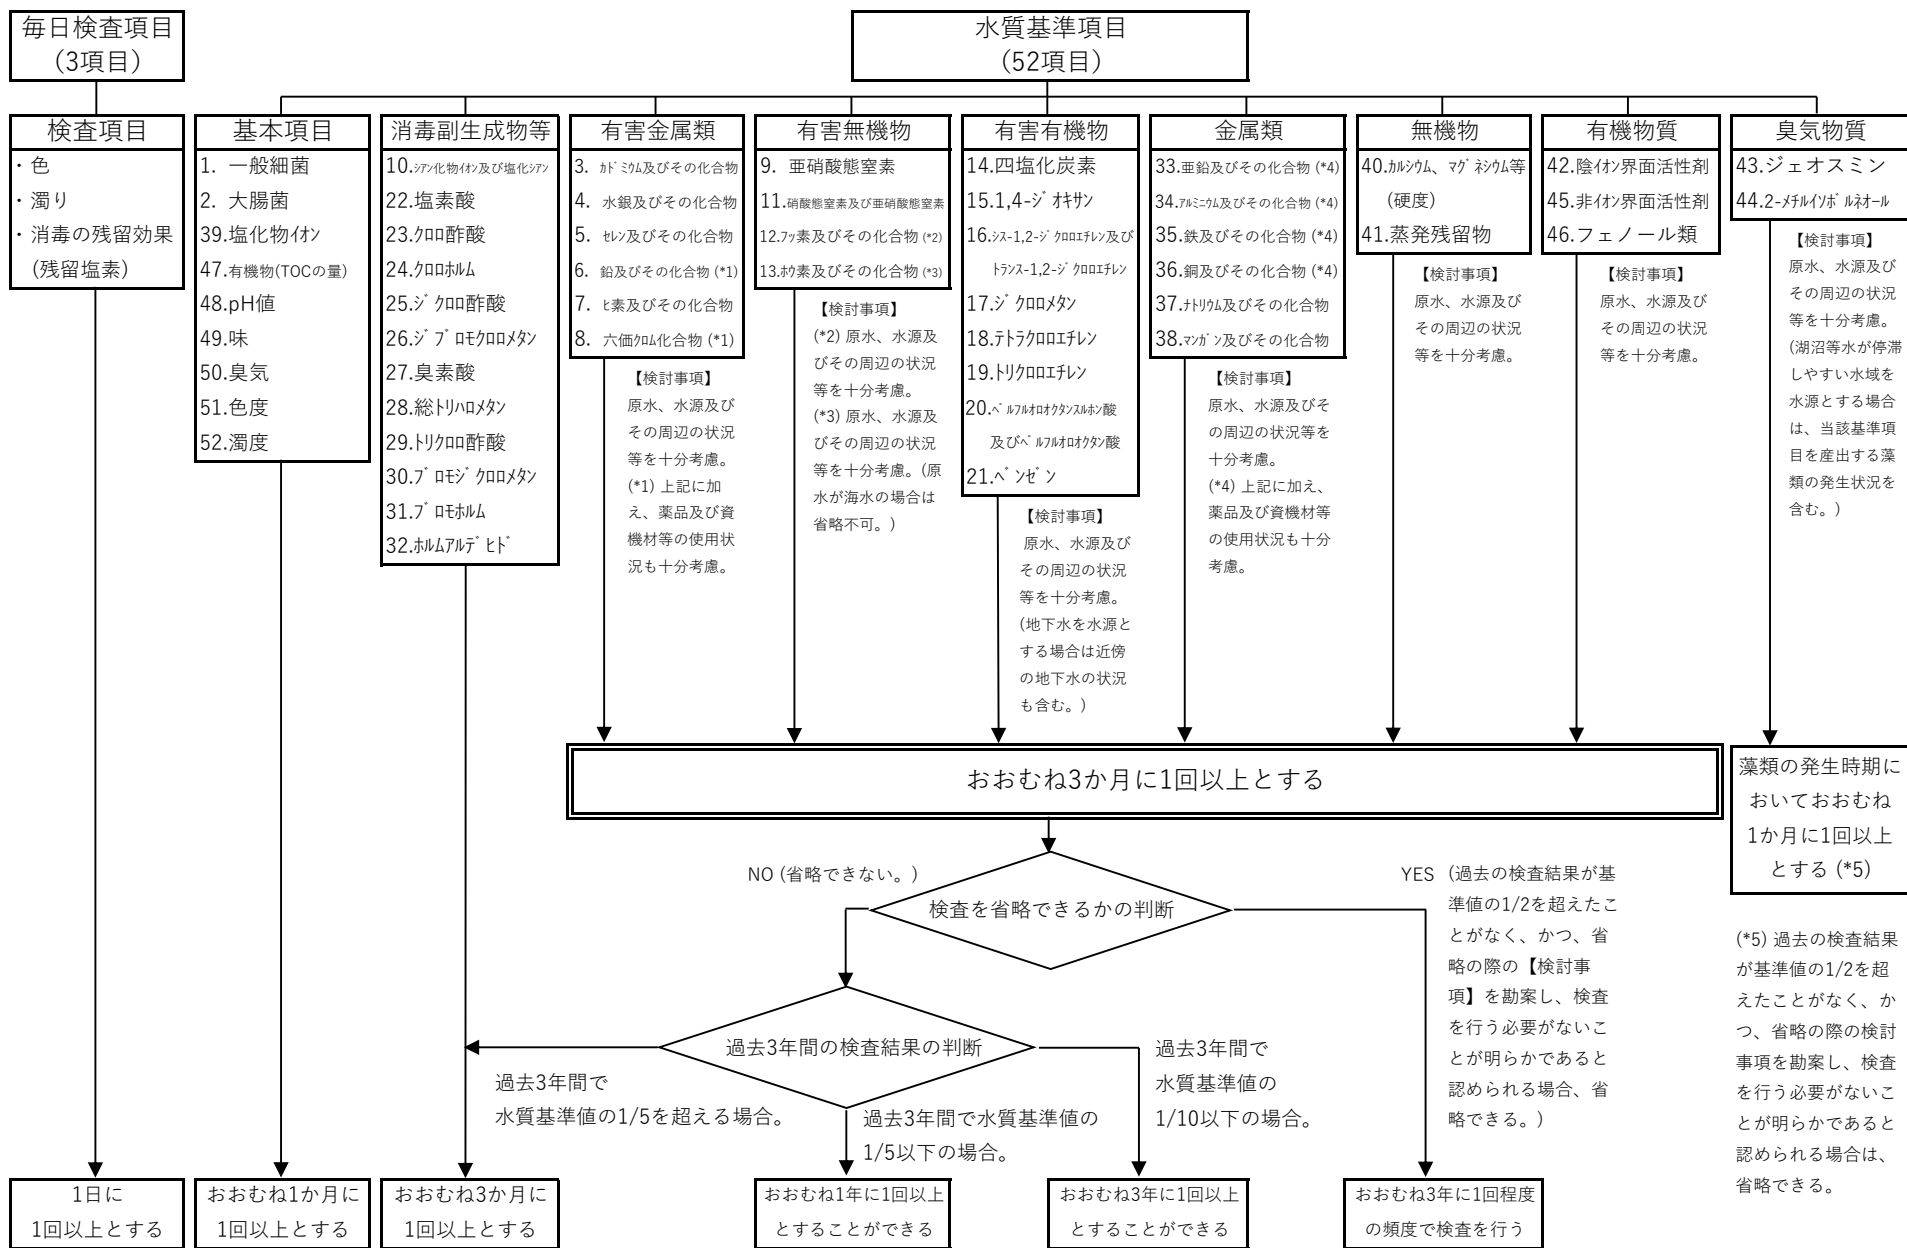 毎日検査項目
(3項目)
水質基準項目
(52項目)
検査項目
・色
・濁り
・消毒の残留効果
(残留塩素)
基本項目
1. 一般細菌
2. 大腸菌
39.塩化物ｲｵﾝ
47.有機物(TOCの量)
48.pH値
49.味
50.臭気
51.色度
52.濁度
消毒副生成物等
10.ｼｱﾝ化物ｲｵﾝ及び塩化ｼｱﾝ
22.塩素酸
23.ｸﾛﾛ酢酸
24.ｸﾛﾛﾎﾙﾑ
25.ｼﾞｸﾛﾛ酢酸
26.ｼﾞﾌﾞﾛﾓｸﾛﾛﾒﾀﾝ
27.臭素酸
28.総ﾄﾘﾊﾛﾒﾀﾝ
29.ﾄﾘｸﾛﾛ酢酸
30.ﾌﾞﾛﾓｼﾞｸﾛﾛﾒﾀﾝ
31.ﾌﾞﾛﾓﾎﾙﾑ
32.ﾎﾙﾑｱﾙﾃﾞﾋﾄﾞ
有害金属類
3. ｶﾄﾞﾐｳﾑ及びその化合物
4. 水銀及びその化合物
5. ｾﾚﾝ及びその化合物
6. 鉛及びその化合物 (*1)
7. ﾋ素及びその化合物
8. 六価ｸﾛﾑ化合物 (*1)
【検討事項】
原水、水源及び
その周辺の状況
等を十分考慮。
(*1) 上記に加
え、薬品及び資
機材等の使用状
況も十分考慮。
有害無機物
9. 亜硝酸態窒素
11.硝酸態窒素及び亜硝酸態窒素
12.ﾌｯ素及びその化合物 (*2)
13.ﾎｳ素及びその化合物 (*3)
【検討事項】
(*2) 原水、水源及
びその周辺の状況
等を十分考慮。
(*3) 原水、水源及
びその周辺の状況
等を十分考慮。(原
水が海水の場合は
省略不可。)
有害有機物
14.四塩化炭素
15.1,4-ｼﾞｵｷｻﾝ
16.ｼｽ-1,2-ｼﾞｸﾛﾛｴﾁﾚﾝ及び
ﾄﾗﾝｽ-1,2-ｼﾞｸﾛﾛｴﾁﾚﾝ
17.ｼﾞｸﾛﾛﾒﾀﾝ
18.ﾃﾄﾗｸﾛﾛｴﾁﾚﾝ
19.ﾄﾘｸﾛﾛｴﾁﾚﾝ
20.ﾍﾟﾙﾌﾙｵﾛｵｸﾀﾝｽﾙﾎﾝ酸
及びﾍﾟﾙﾌﾙｵﾛｵｸﾀﾝ酸
21.ﾍﾞﾝｾﾞﾝ
【検討事項】
原水、水源及び
その周辺の状況
等を十分考慮。
(地下水を水源と
する場合は近傍
の地下水の状況
も含む。)
金属類
33.亜鉛及びその化合物 (*4)
34.ｱﾙﾐﾆｳﾑ及びその化合物 (*4)
35.鉄及びその化合物 (*4)
36.銅及びその化合物 (*4)
37.ﾅﾄﾘｳﾑ及びその化合物
38.ﾏﾝｶﾞﾝ及びその化合物
【検討事項】
原水、水源及びそ
の周辺の状況等を
十分考慮。
(*4) 上記に加え、
薬品及び資機材等
の使用状況も十分
考慮。
無機物
40.ｶﾙｼｳﾑ、ﾏｸﾞﾈｼｳﾑ等
(硬度)
41.蒸発残留物
【検討事項】
原水、水源及び
その周辺の状況
等を十分考慮。
有機物質
42.陰ｲｵﾝ界面活性剤
45.非ｲｵﾝ界面活性剤
46.フェノール類
【検討事項】
原水、水源及び
その周辺の状況
等を十分考慮。
臭気物質
43.ジェオスミン
44.2-ﾒﾁﾙｲｿﾎﾞﾙﾈｵｰﾙ
【検討事項】
原水、水源及び
その周辺の状況
等を十分考慮。
(湖沼等水が停滞
しやすい水域を
水源とする場合
は、当該基準項
目を産出する藻
類の発生状況を
含む。)
おおむね3か月に1回以上とする
藻類の発生時期に
おいておおむね
1か月に1回以上
とする (*5)
NO (省略できない。)
検査を省略できるかの判断
YES (過去の検査結果が基
準値の1/2を超えたこ
とがなく、かつ、省
略の際の【検討事
項】を勘案し、検査
を行う必要がないこ
とが明らかであると
認められる場合、省
略できる。)
(*5) 過去の検査結果
が基準値の1/2を超
えたことがなく、か
つ、省略の際の検討
事項を勘案し、検査
を行う必要がないこ
とが明らかであると
認められる場合は、
省略できる。
過去3年間の検査結果の判断
過去3年間で
水質基準値の1/5を超える場合。
過去3年間で水質基準値の
1/5以下の場合。
過去3年間で
水質基準値の
1/10以下の場合。
1日に
1回以上とする
おおむね1か月に
1回以上とする
おおむね3か月に
1回以上とする
おおむね1年に1回以上
とすることができる
おおむね3年に1回以上
とすることができる
おおむね3年に1回程度
の頻度で検査を行う